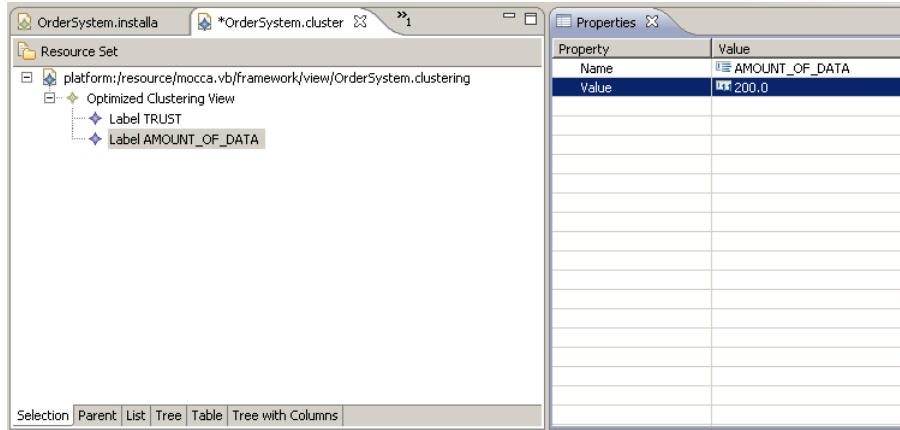 OrderSystem.installa
*OrderSystem.cluster
»1
Resource Set
platform:/resource/mocca.vb/framework/view/OrderSystem.clustering
Optimized Clustering View
Label TRUST
Label AMOUNT_OF_DATA
Selection Parent List Tree Table Tree with Columns
Properties
Property Value
Name AMOUNT_OF_DATA
Value 200.0